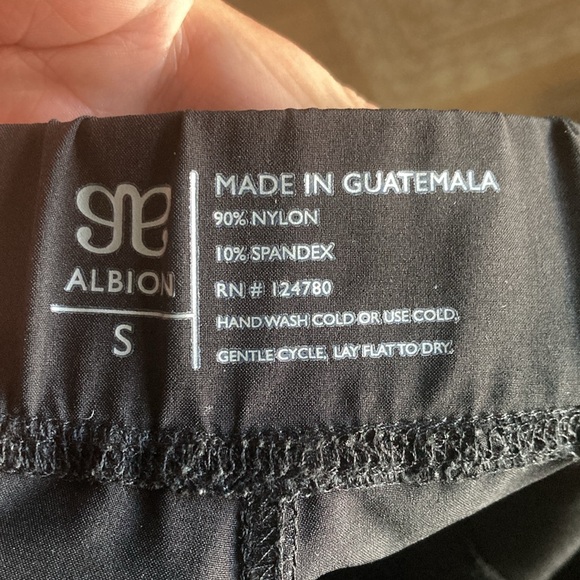 ALBION
S
MADE IN GUATEMALA
90% NYLON
10% SPANDEX
RN # 124780
HAND WASH COLD OR USE COLD,
GENTLE CYCLE, LAY FLAT TO DRY.